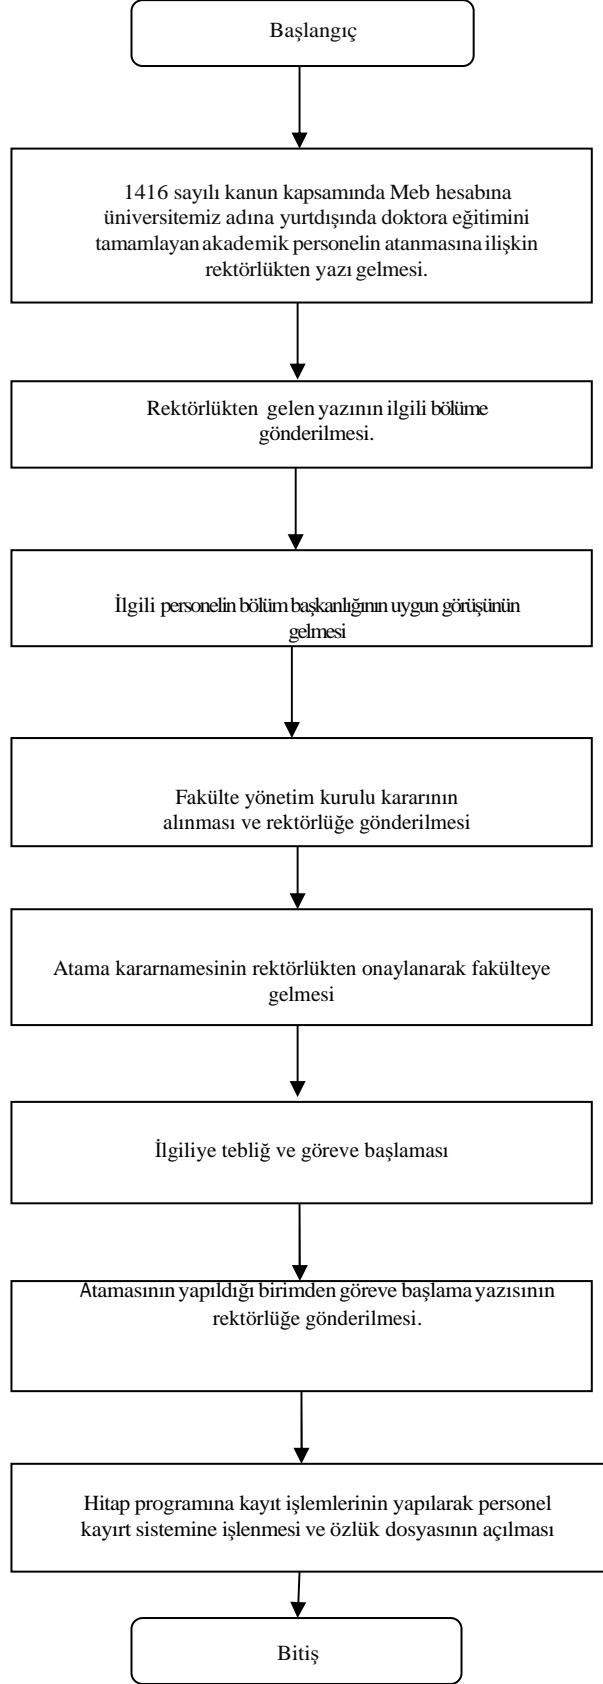 Başlangıç
1416 sayılı kanun kapsamında Meb hesabına
üniversitemiz adına yurtdışında doktora eğitimini
tamamlayan akademik personelin atanmasına ilişkin
rektörlükten yazı gelmesi.
Rektörlükten gelen yazının ilgili bölüme
gönderilmesi.
İlgili personelin bölüm başkanlığının uygun görüşünün
gelmesi
Fakülte yönetim kurulu kararının
alınması ve rektörlüğe gönderilmesi
Atama kararnamesinin rektörlükten onaylanarak fakülteye
gelmesi
İlgiliye tebliğ ve göreve başlaması
Atamasının yapıldığı birimden göreve başlama yazısının
rektörlüğe gönderilmesi.
Hitap programına kayıt işlemlerinin yapılarak personel
kayırt sistemine işlenmesi ve özlük dosyasının açılması
Bitiş